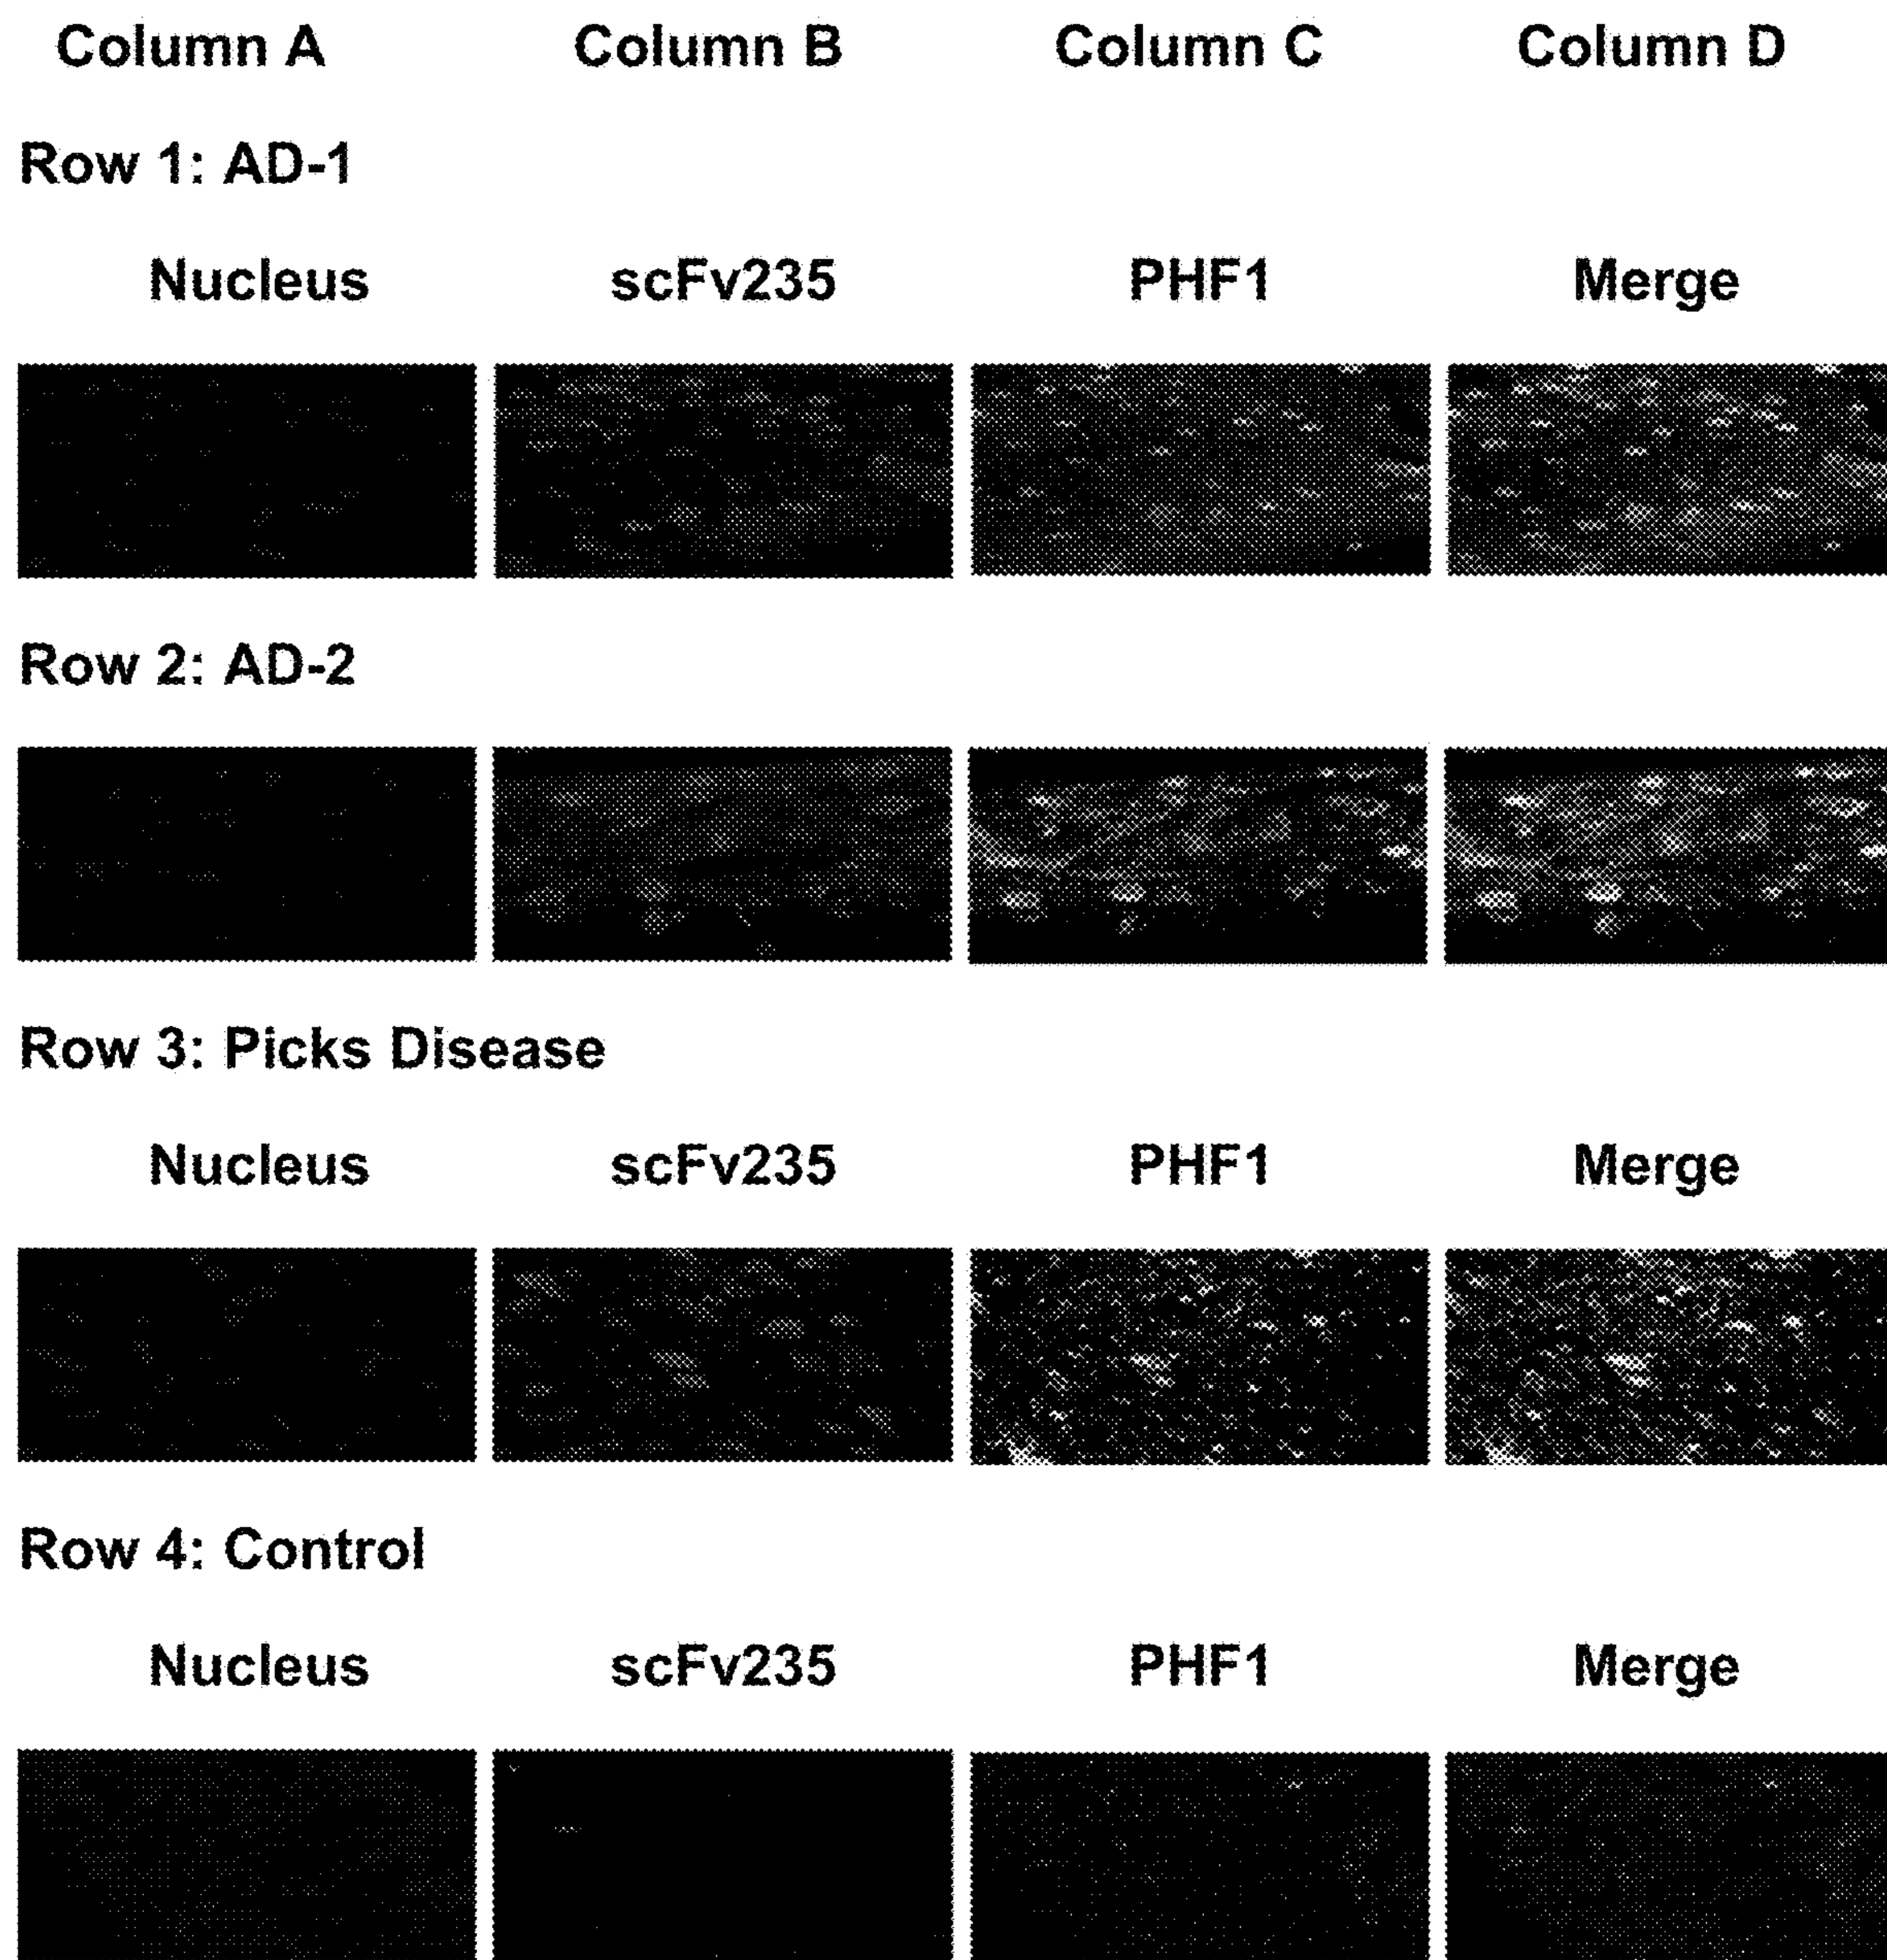 Column A Column B Column C Column D
Row 1: AD-1
Nucleus scFv235 PHF1 Merge
Row 2: AD-2
Row 3: Picks Disease
Nucleus scFv235 PHF1 Merge
Row 4: Control
Nucleus scFv235 PHF1 Merge